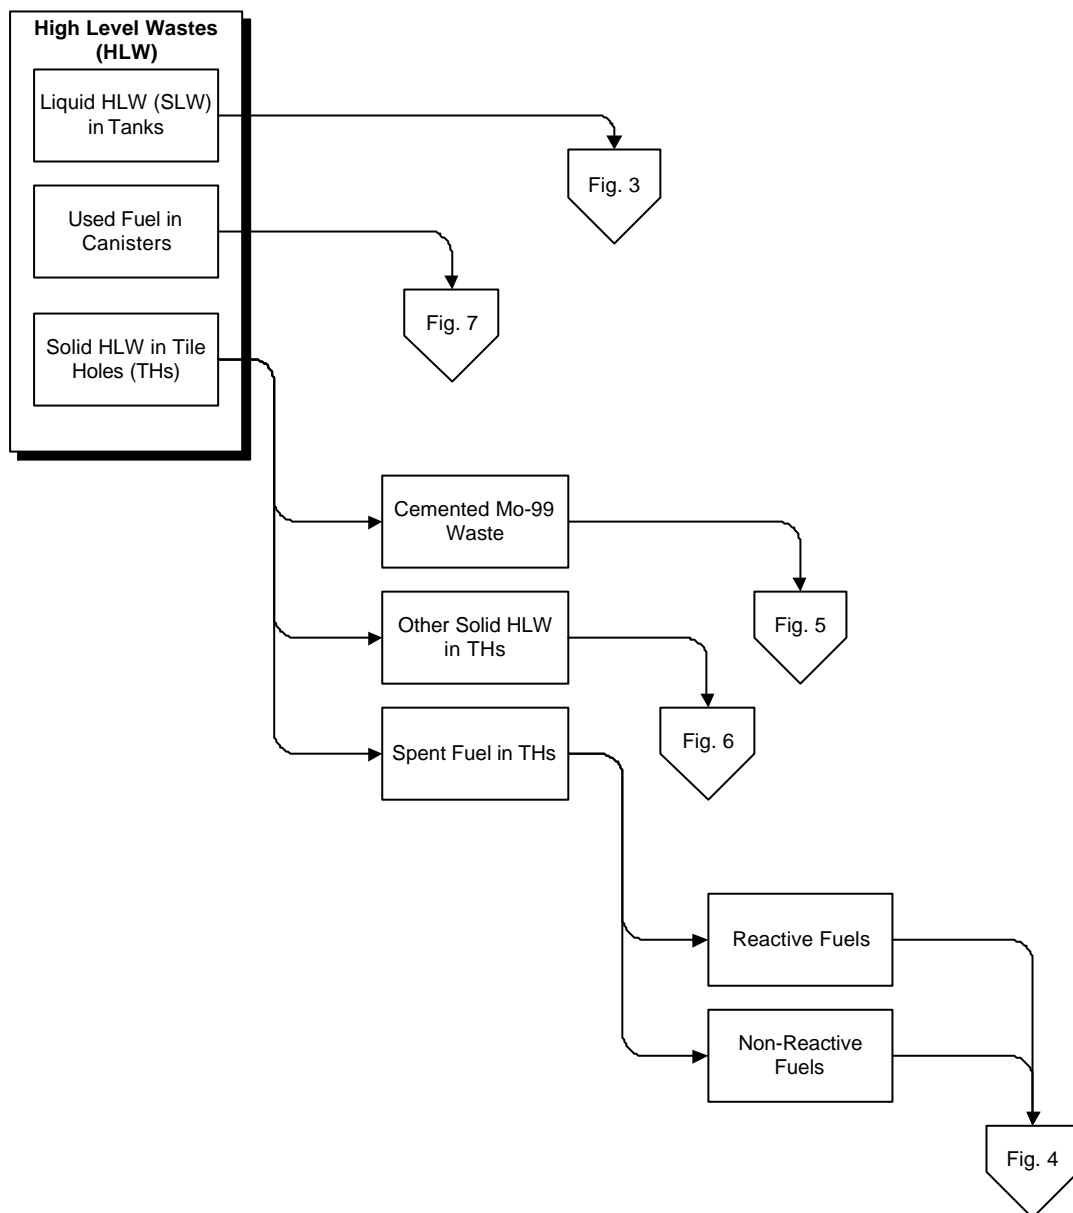 High Level Wastes
(HLW)
Liquid HLW (SLW)
in Tanks
Fig. 3
Used Fuel in
Canisters
Fig. 7
Solid HLW in Tile
Holes (THs)
Cemented Mo-99
Waste
Fig. 5
Other Solid HLW
in THs
Fig. 6
Spent Fuel in THs
Reactive Fuels
Non-Reactive
Fuels
Fig. 4